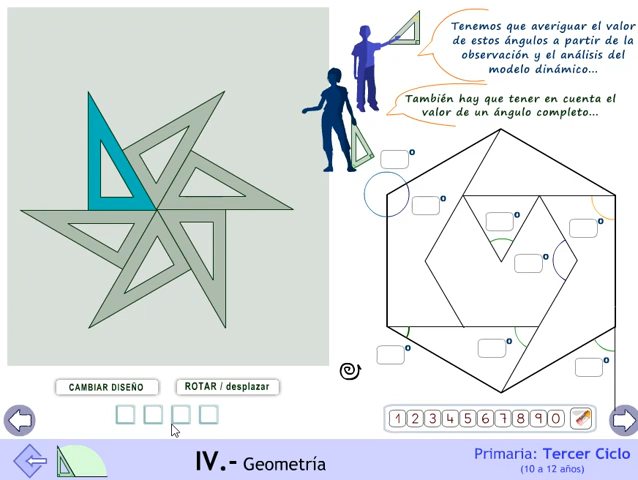 Tenemos que averiguar el valor
de estos ángulos a partir de la
observación y el análisis del
modelo dinámico...
También hay que tener en cuenta el
valor de un ángulo completo...
o
o
o
o
o
o
o
o
CAMBIAR DISEÑO
ROTAR / desplazar
1 2 3 4 5 6 7 8 9 0
IV.- Geometría
Primaria: Tercer Ciclo
(10 a 12 años)